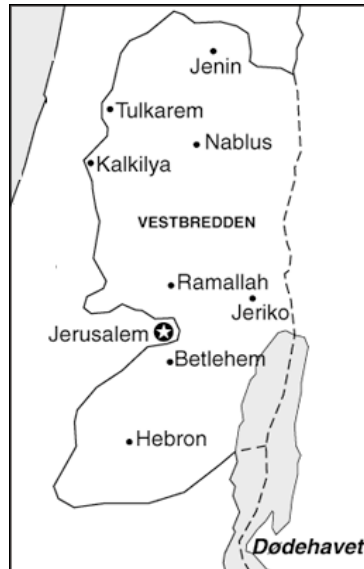 Jenin
Tulkarem
Nablus
Kalkilya
VESTBREDDEN
Ramallah
Jeriko
Jerusalem
Betlehem
Hebron
Dødehavet